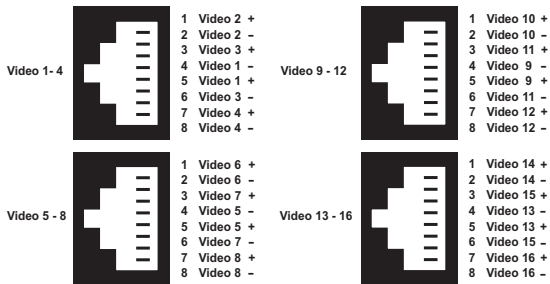 Video 1- 4
1 Video 2 +
2 Video 2 –
3 Video 3 +
4 Video 1 –
5 Video 1 +
6 Video 3 –
7 Video 4 +
8 Video 4 –
Video 9 - 12
1 Video 10 +
2 Video 10 –
3 Video 11 +
4 Video 9 –
5 Video 9 +
6 Video 11 –
7 Video 12 +
8 Video 12 –
Video 5 - 8
1 Video 6 +
2 Video 6 –
3 Video 7 +
4 Video 5 –
5 Video 5 +
6 Video 7 –
7 Video 8 +
8 Video 8 –
Video 13 - 16
1 Video 14 +
2 Video 14 –
3 Video 15 +
4 Video 13 –
5 Video 13 +
6 Video 15 –
7 Video 16 +
8 Video 16 –